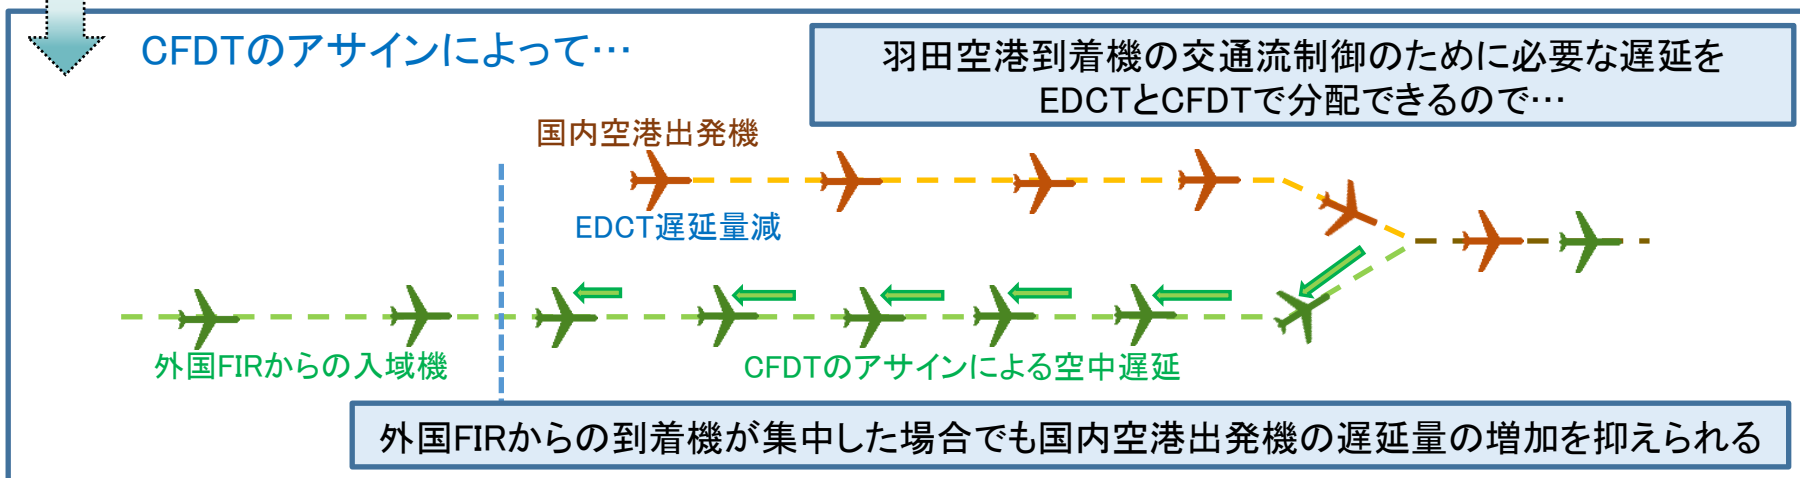 CFDTのアサインによって…
羽田空港到着機の交通流制御のために必要な遅延を
EDCTとCFDTで分配できるので…
国内空港出発機
EDCT遅延量減
外国FIRからの入域機
CFDTのアサインによる空中遅延
外国FIRからの到着機が集中した場合でも国内空港出発機の遅延量の増加を抑えられる